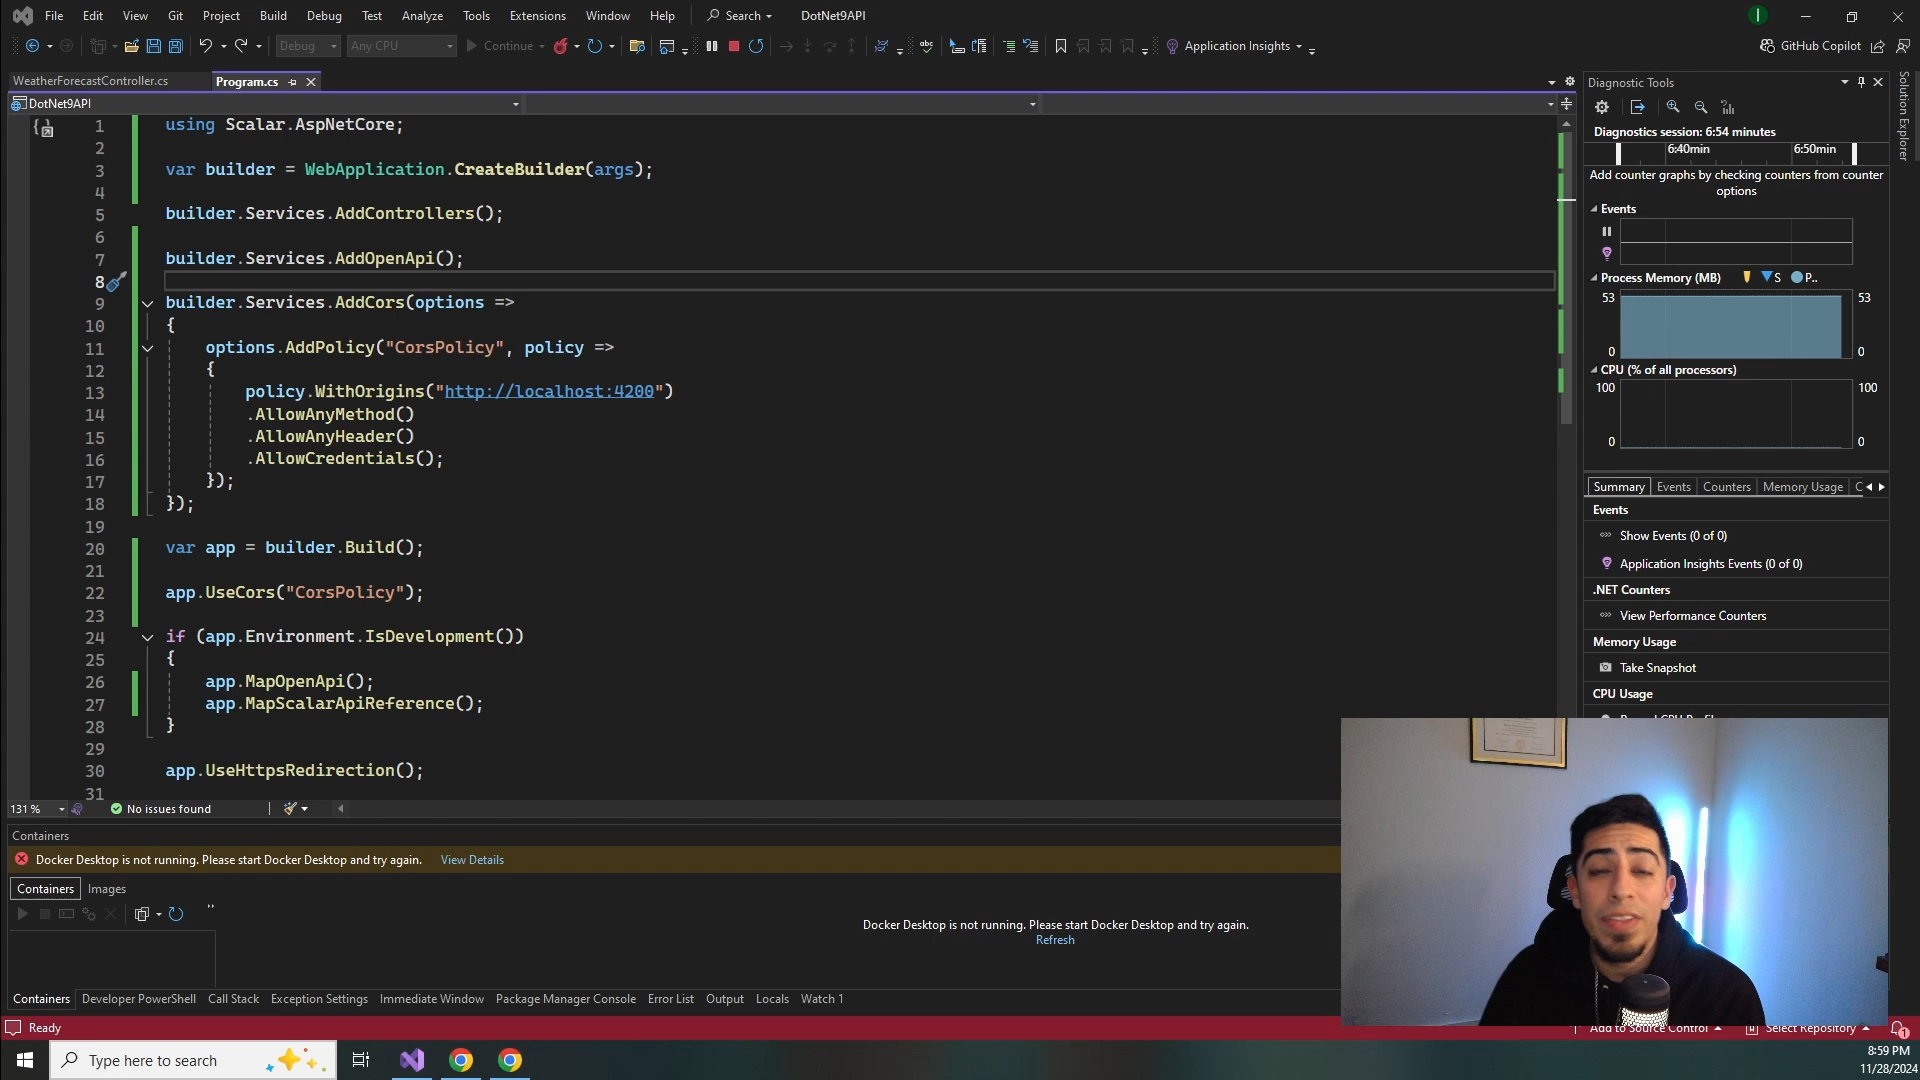 File Edit View Git Project Build Debug Test Analyze Tools Extensions Window Help Search DotNet9API
Debug Any CPU Continue Application Insights GitHub Copilot
WeatherForecastController.cs Program.cs
DotNet9API
1 using Scalar.AspNetCore;
2
3 var builder = WebApplication.CreateBuilder(args);
4
5 builder.Services.AddControllers();
6
7 builder.Services.AddOpenApi();
8
9 builder.Services.AddCors(options =>
10 {
11 options.AddPolicy("CorsPolicy", policy =>
12 {
13 policy.WithOrigins("http://localhost:4200")
14 .AllowAnyMethod()
15 .AllowAnyHeader()
16 .AllowCredentials();
17 });
18 });
19
20 var app = builder.Build();
21
22 app.UseCors("CorsPolicy");
23
24 if (app.Environment.IsDevelopment())
25 {
26 app.MapOpenApi();
27 app.MapScalarApiReference();
28 }
29
30 app.UseHttpsRedirection();
31
131 % No issues found
Diagnostic Tools
Solution Explorer
Diagnostics session: 6:54 minutes
6:40min 6:50min
Add counter graphs by checking counters from counter
options
Events
Process Memory (MB) S P..
53 53
0 0
CPU (% of all processors)
100 100
0 0
Summary Events Counters Memory Usage C
Events
Show Events (0 of 0)
Application Insights Events (0 of 0)
.NET Counters
View Performance Counters
Memory Usage
Take Snapshot
CPU Usage
Containers
Docker Desktop is not running. Please start Docker Desktop and try again. View Details
Containers Images
Docker Desktop is not running. Please start Docker Desktop and try again.
Refresh
Containers Developer PowerShell Call Stack Exception Settings Immediate Window Package Manager Console Error List Output Locals Watch 1
Ready Add to Source Control Select Repository 1
Type here to search
8:59 PM
11/28/2024